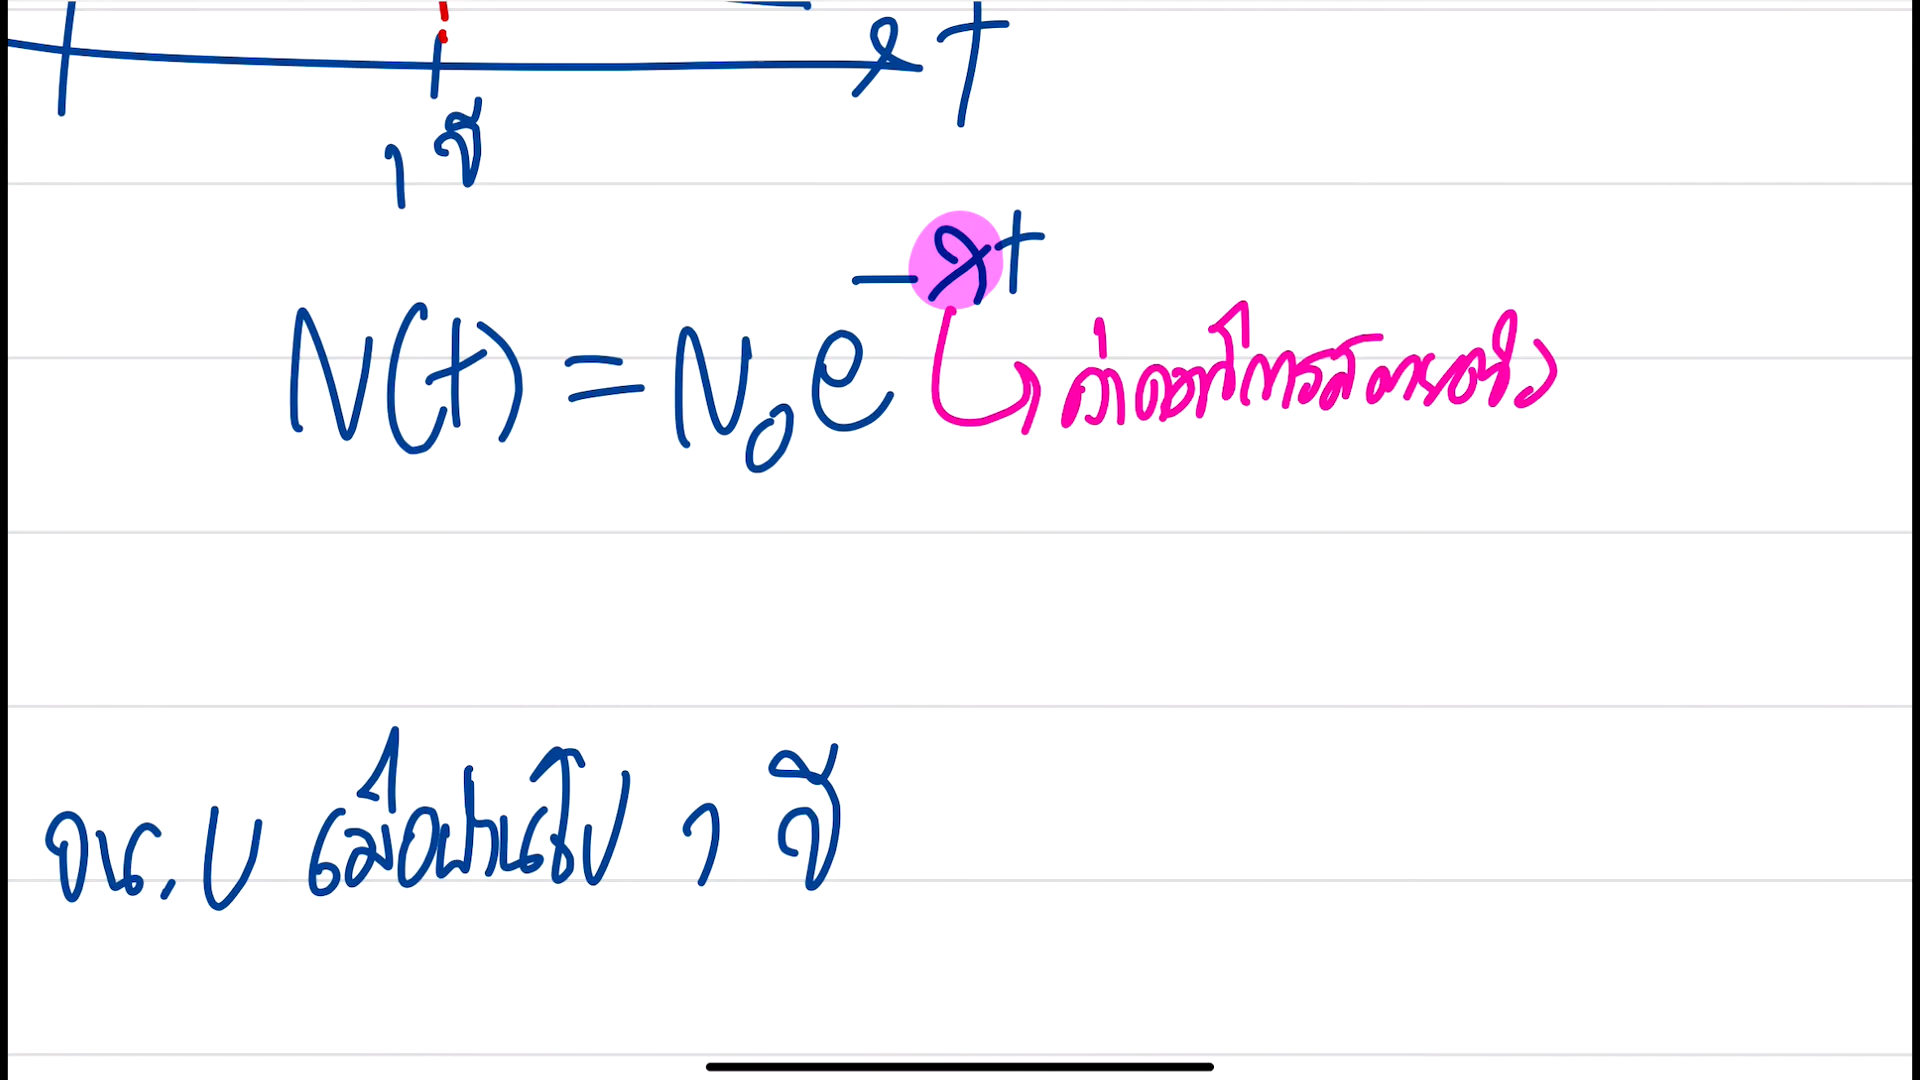 t
1 ปี
N(t) = N₀e^{-λt} ค่าคงที่การสลายตัว
จน. U เมื่อผ่านไป 1 ปี